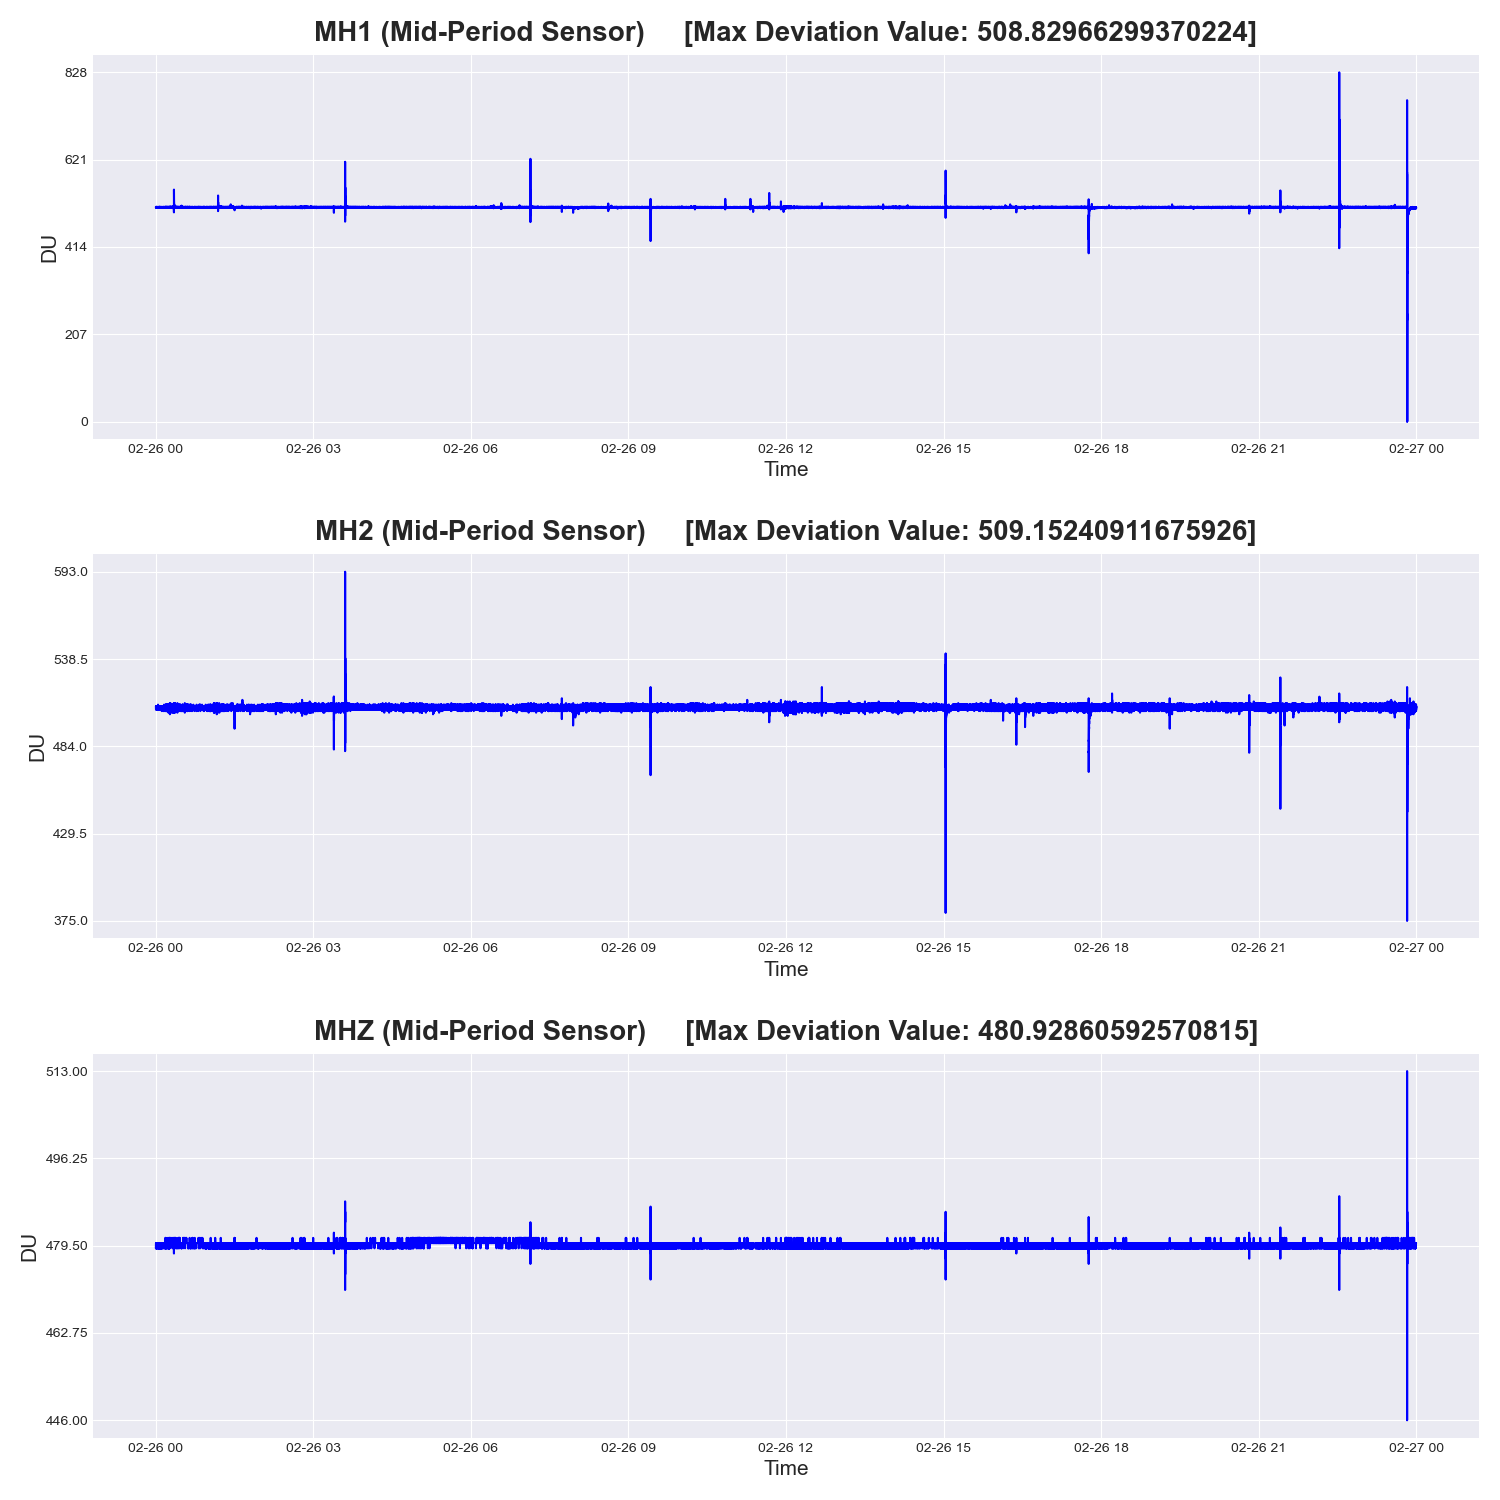 MH1 (Mid-Period Sensor) [Max Deviation Value: 508.82966299370224]
828
621
414
207
0
DU
02-26 00 02-26 03 02-26 06 02-26 09 02-26 12 02-26 15 02-26 18 02-26 21 02-27 00
Time
MH2 (Mid-Period Sensor) [Max Deviation Value: 509.15240911675926]
593.0
538.5
484.0
429.5
375.0
DU
02-26 00 02-26 03 02-26 06 02-26 09 02-26 12 02-26 15 02-26 18 02-26 21 02-27 00
Time
MHZ (Mid-Period Sensor) [Max Deviation Value: 480.92860592570815]
513.00
496.25
479.50
462.75
446.00
DU
02-26 00 02-26 03 02-26 06 02-26 09 02-26 12 02-26 15 02-26 18 02-26 21 02-27 00
Time